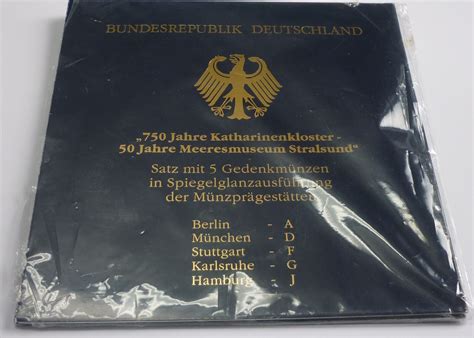 BUNDESREPUBLIK DEUTSCHLAND
„750 Jahre Katharinenkloster -
50 Jahre Meeresmuseum Stralsund“
Satz mit 5 Gedenkmünzen
in Spiegelglanzausführung
der Münzprägestätten
Berlin - A
München - D
Stuttgart - F
Karlsruhe - G
Hamburg - J